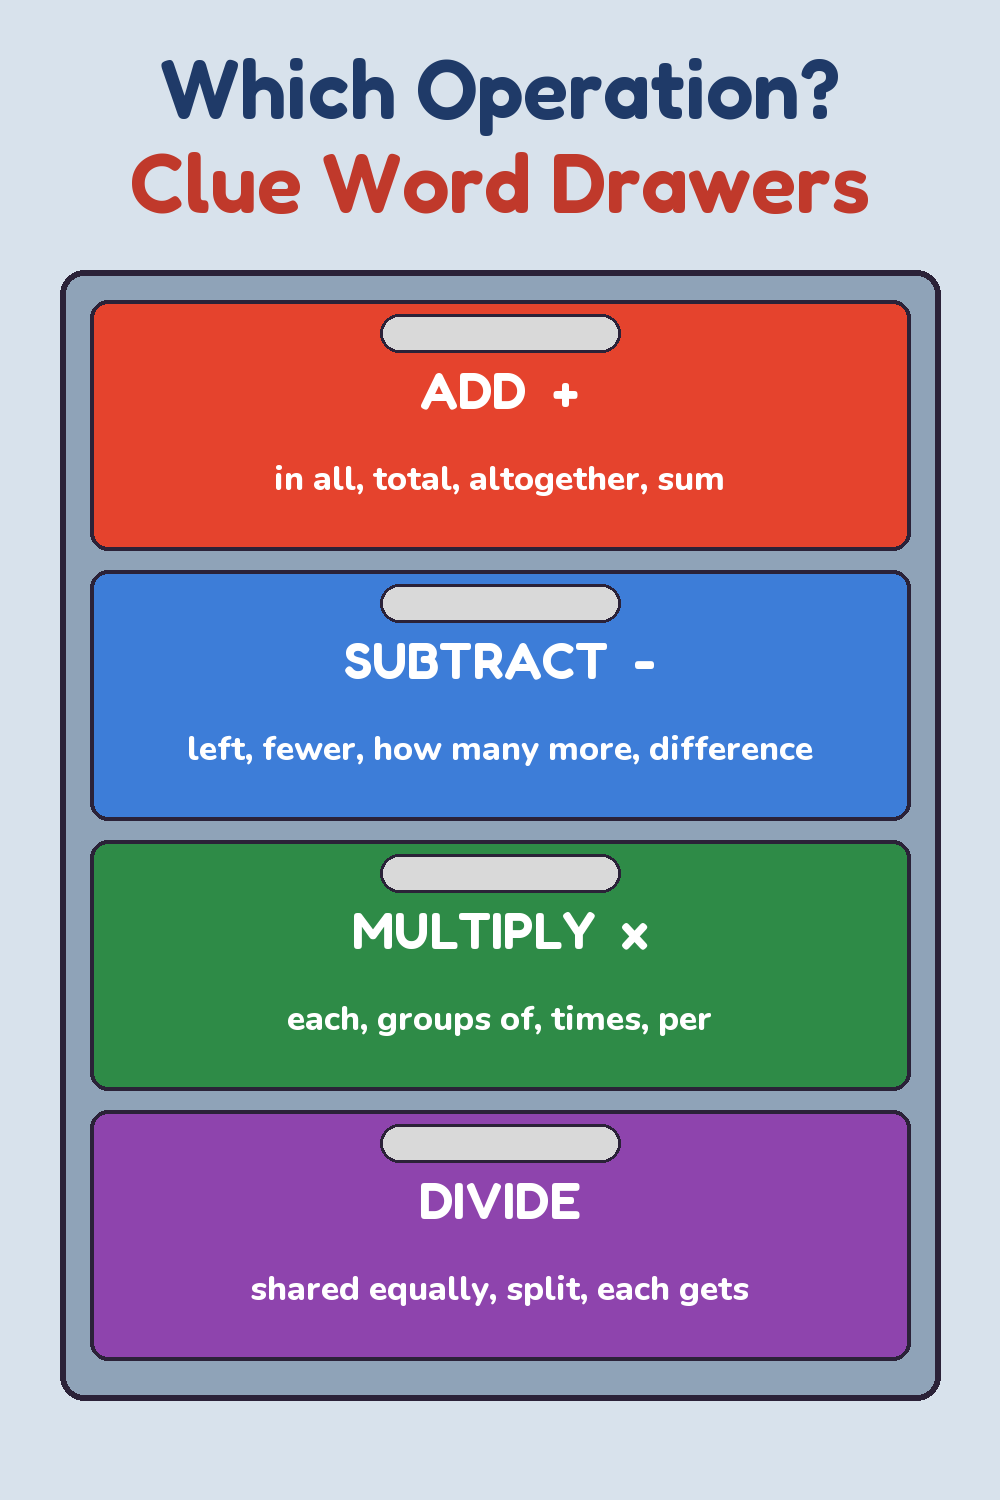 Which Operation?
Clue Word Drawers
ADD +
in all, total, altogether, sum
SUBTRACT -
left, fewer, how many more, difference
MULTIPLY x
each, groups of, times, per
DIVIDE
shared equally, split, each gets